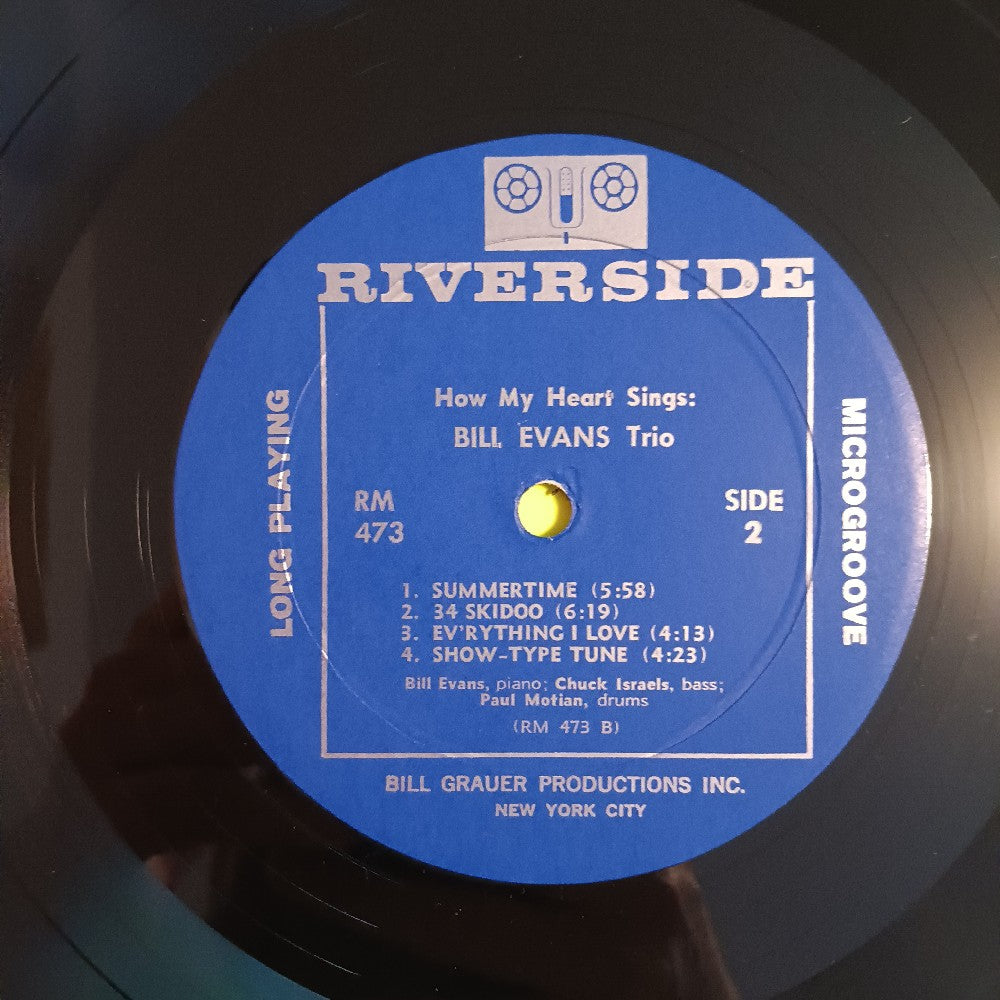 RIVERSIDE
How My Heart Sings:
BILL EVANS Trio
LONG PLAYING
MICROGROOVE
RM
473
SIDE
2
1. SUMMERTIME (5:58)
2. 34 SKIDOO (6:19)
3. EV'RYTHING I LOVE (4:13)
4. SHOW-TYPE TUNE (4:23)
Bill Evans, piano; Chuck Israels, bass;
Paul Motian, drums
(RM 473 B)
BILL GRAUER PRODUCTIONS INC.
NEW YORK CITY